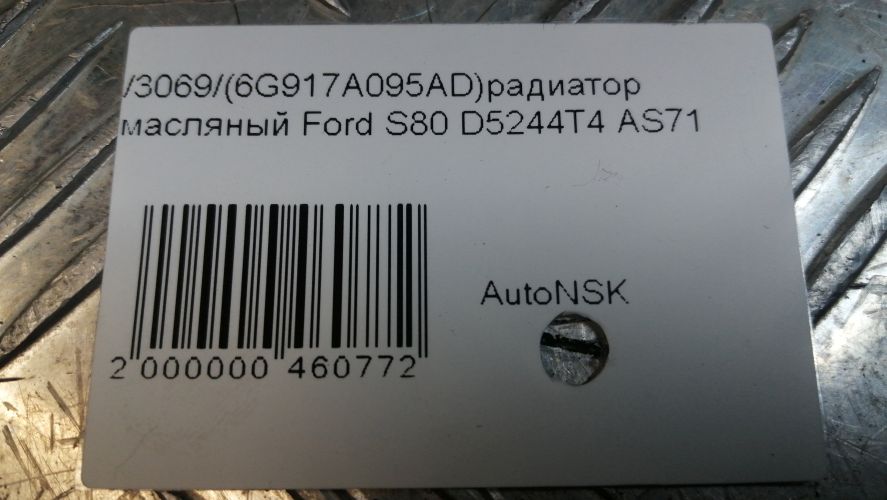 /3069/(6G917A095AD)радиатор
масляный Ford S80 D5244T4 AS71
AutoNSK
2 000000 460772